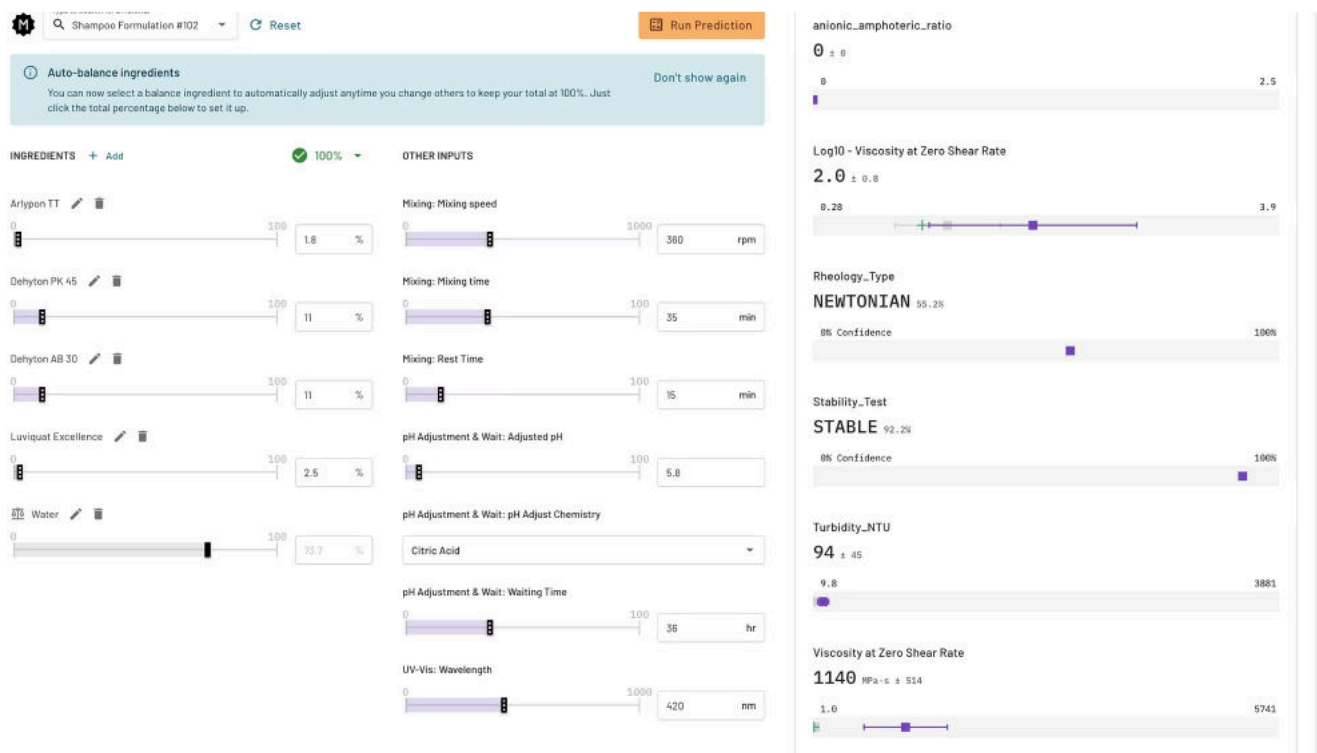 M
Shampoo Formulation #102
Reset
Run Prediction
Auto-balance ingredients
Don't show again
You can now select a balance ingredient to automatically adjust anytime you change others to keep your total at 100%. Just
click the total percentage below to set it up.
INGREDIENTS + Add
100%
Arlypon TT
0 100
1.8 %
Dehyton PK 45
0 100
11 %
Dehyton AB 30
0 100
11 %
Luviquat Excellence
0 100
2.5 %
Water
0 100
73.7 %
OTHER INPUTS
Mixing: Mixing speed
0 1000
360 rpm
Mixing: Mixing time
0 100
35 min
Mixing: Rest Time
0 100
15 min
pH Adjustment & Wait: Adjusted pH
0 100
5.8
pH Adjustment & Wait: pH Adjust Chemistry
Citric Acid
pH Adjustment & Wait: Waiting Time
0 100
36 hr
UV-Vis: Wavelength
0 1000
420 nm
anionic_amphoteric_ratio
0 ± 0
0 2.5
Log10 - Viscosity at Zero Shear Rate
2.0 ± 0.8
0.28 3.9
Rheology_Type
NEWTONIAN 55.2%
0% Confidence 100%
Stability_Test
STABLE 92.2%
0% Confidence 100%
Turbidity_NTU
94 ± 45
9.8 3881
Viscosity at Zero Shear Rate
1140 MPa-s ± 514
1.0 5741